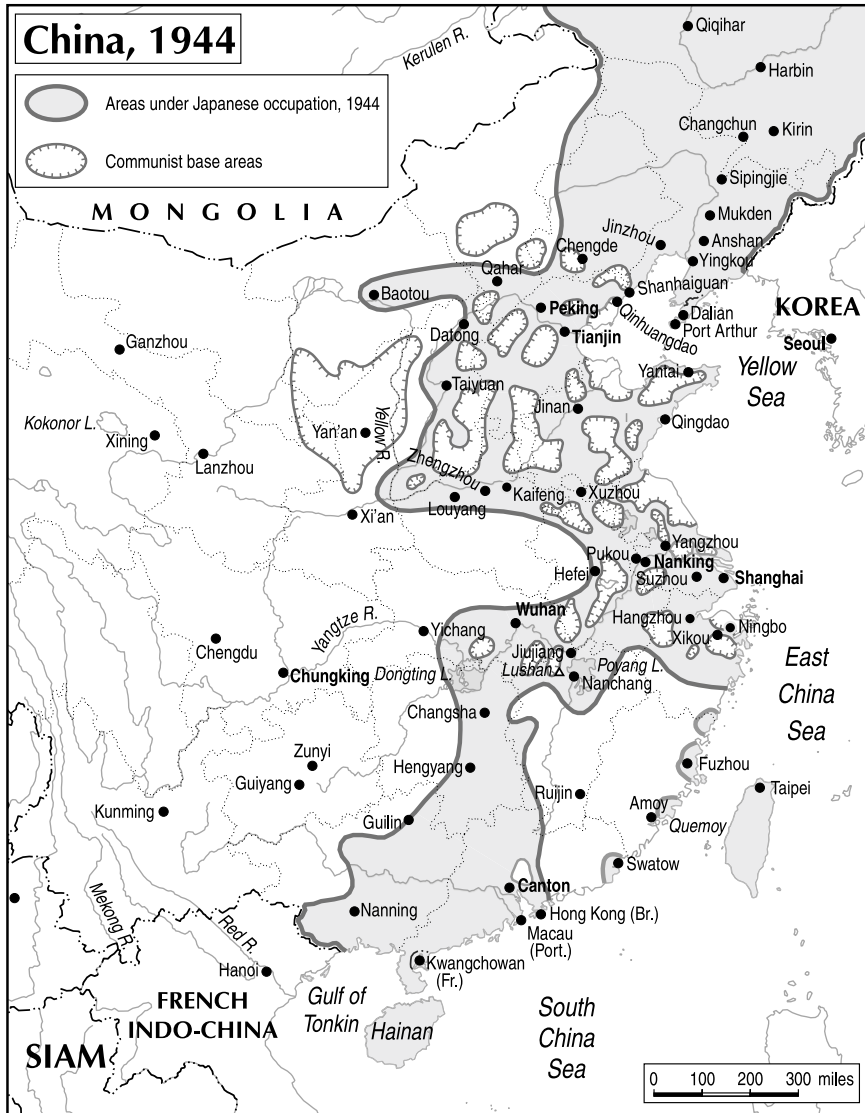 China, 1944
Areas under Japanese occupation, 1944
Communist base areas
Kerulen R.
Qiqihar
Harbin
Changchun
Kirin
Sipingjie
MONGOLIA
Mukden
Jinzhou
Anshan
Chengde
Yingkou
Qahar
Shanhaiguan
Baotou
Peking
Qinhuangdao
Dalian
Port Arthur
KOREA
Datong
Tianjin
Seoul
Ganzhou
Yantai
Yellow
Sea
Taiyuan
Jinan
Kokonor L.
Xining
Yan'an
Yellow R.
Qingdao
Lanzhou
Zhengzhou
Kaifeng
Xuzhou
Louyang
Xi'an
Yangzhou
Pukou
Nanking
Hefei
Suzhou
Shanghai
Wuhan
Hangzhou
Ningbo
Yangtze R.
Yichang
Xikou
Chengdu
Jiujiang
Chungking
Dongting L.
Lushan
Poyang L.
Nanchang
East
China
Sea
Changsha
Zunyi
Hengyang
Fuzhou
Guiyang
Ruijin
Taipei
Kunming
Amoy
Guilin
Quemoy
Swatow
Canton
Mekong R.
Red R.
Nanning
Hong Kong (Br.)
Macau
(Port.)
Hanoi
Kwangchowan
(Fr.)
FRENCH
INDO-CHINA
Gulf of
Tonkin
Hainan
South
China
Sea
SIAM
0 100 200 300 miles